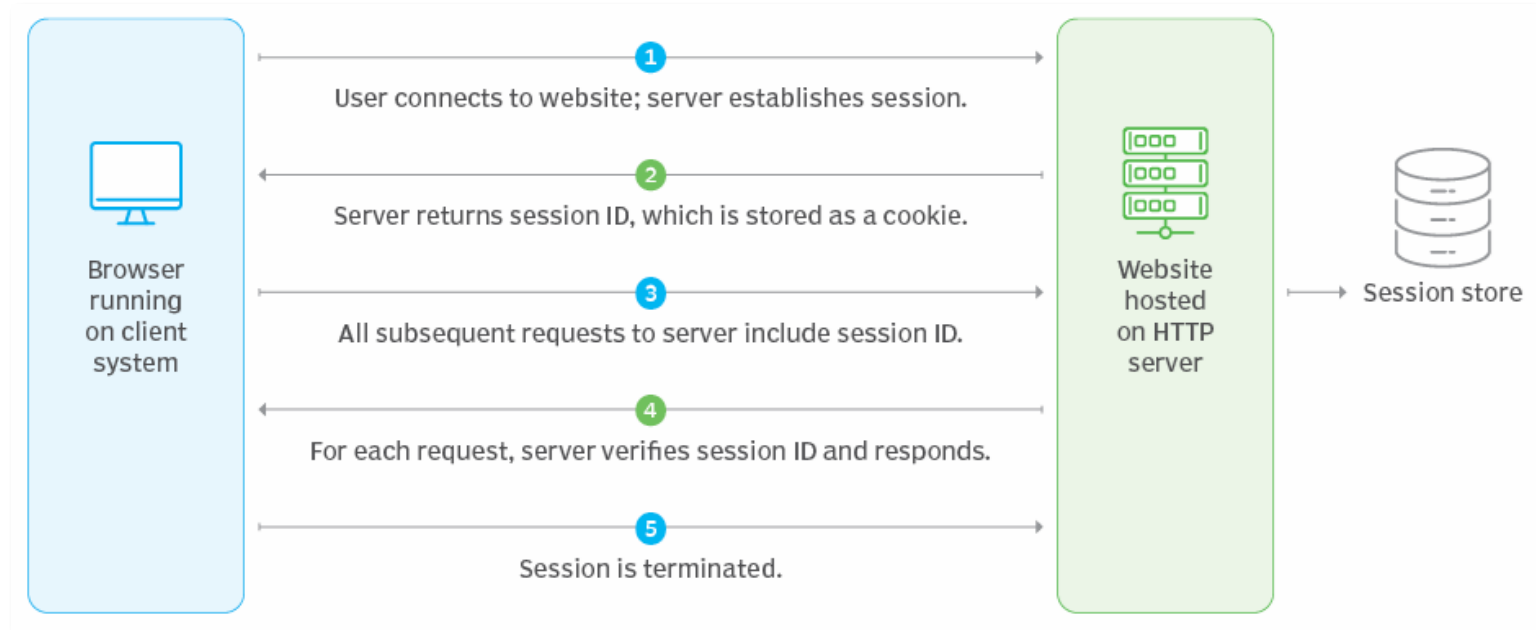 1
User connects to website; server establishes session.
2
Server returns session ID, which is stored as a cookie.
3
All subsequent requests to server include session ID.
4
For each request, server verifies session ID and responds.
5
Session is terminated.
Browser
running
on client
system
Website
hosted
on HTTP
server
Session store